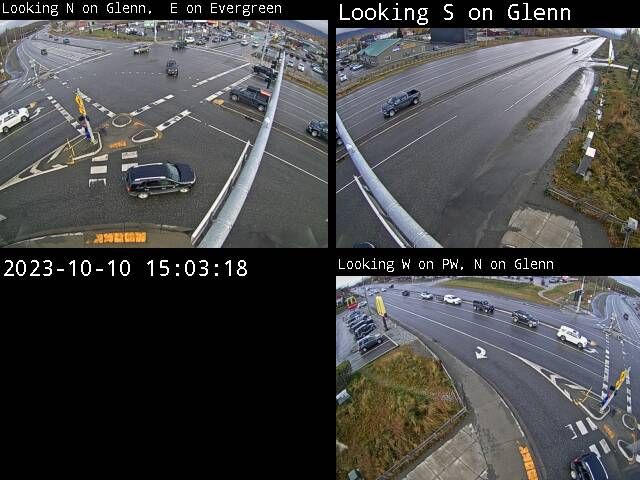 Looking N on Glenn,  E on Evergreen
Looking S on Glenn
2023-10-10 15:03:18
Looking W on PW, N on Glenn